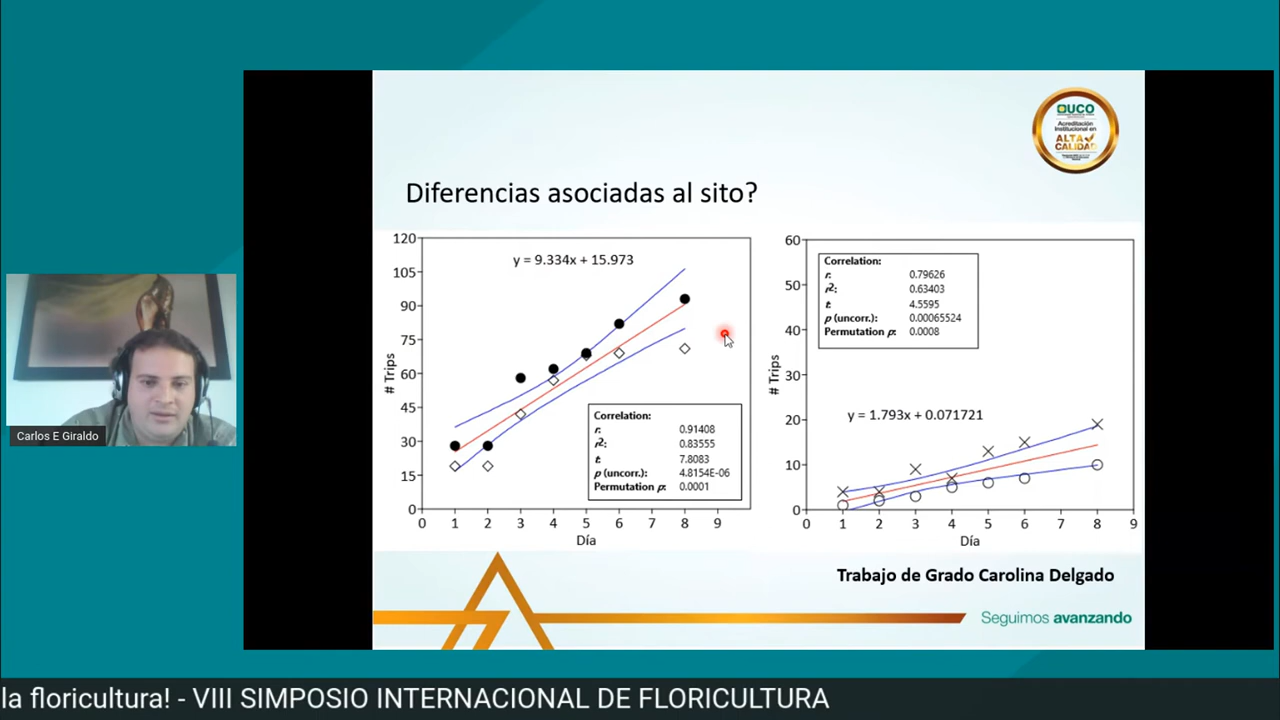 UCO
Acreditación
Institucional en
ALTA
CALIDAD
Diferencias asociadas al sito?
# Trips
120
105
90
75
60
45
30
15
0
y = 9.334x + 15.973
Correlation:
r: 0.91408
r2: 0.83555
t: 7.8083
p (uncorr.): 4.8154E-06
Permutation p: 0.0001
0 1 2 3 4 5 6 7 8 9
Día
# Trips
60
50
40
30
20
10
0
Correlation:
r: 0.79626
r2: 0.63403
t: 4.5595
p (uncorr.): 0.00065524
Permutation p: 0.0008
y = 1.793x + 0.071721
0 1 2 3 4 5 6 7 8 9
Día
Carlos E Giraldo
Trabajo de Grado Carolina Delgado
Seguimos avanzando
la floricultura! - VIII SIMPOSIO INTERNACIONAL DE FLORICULTURA